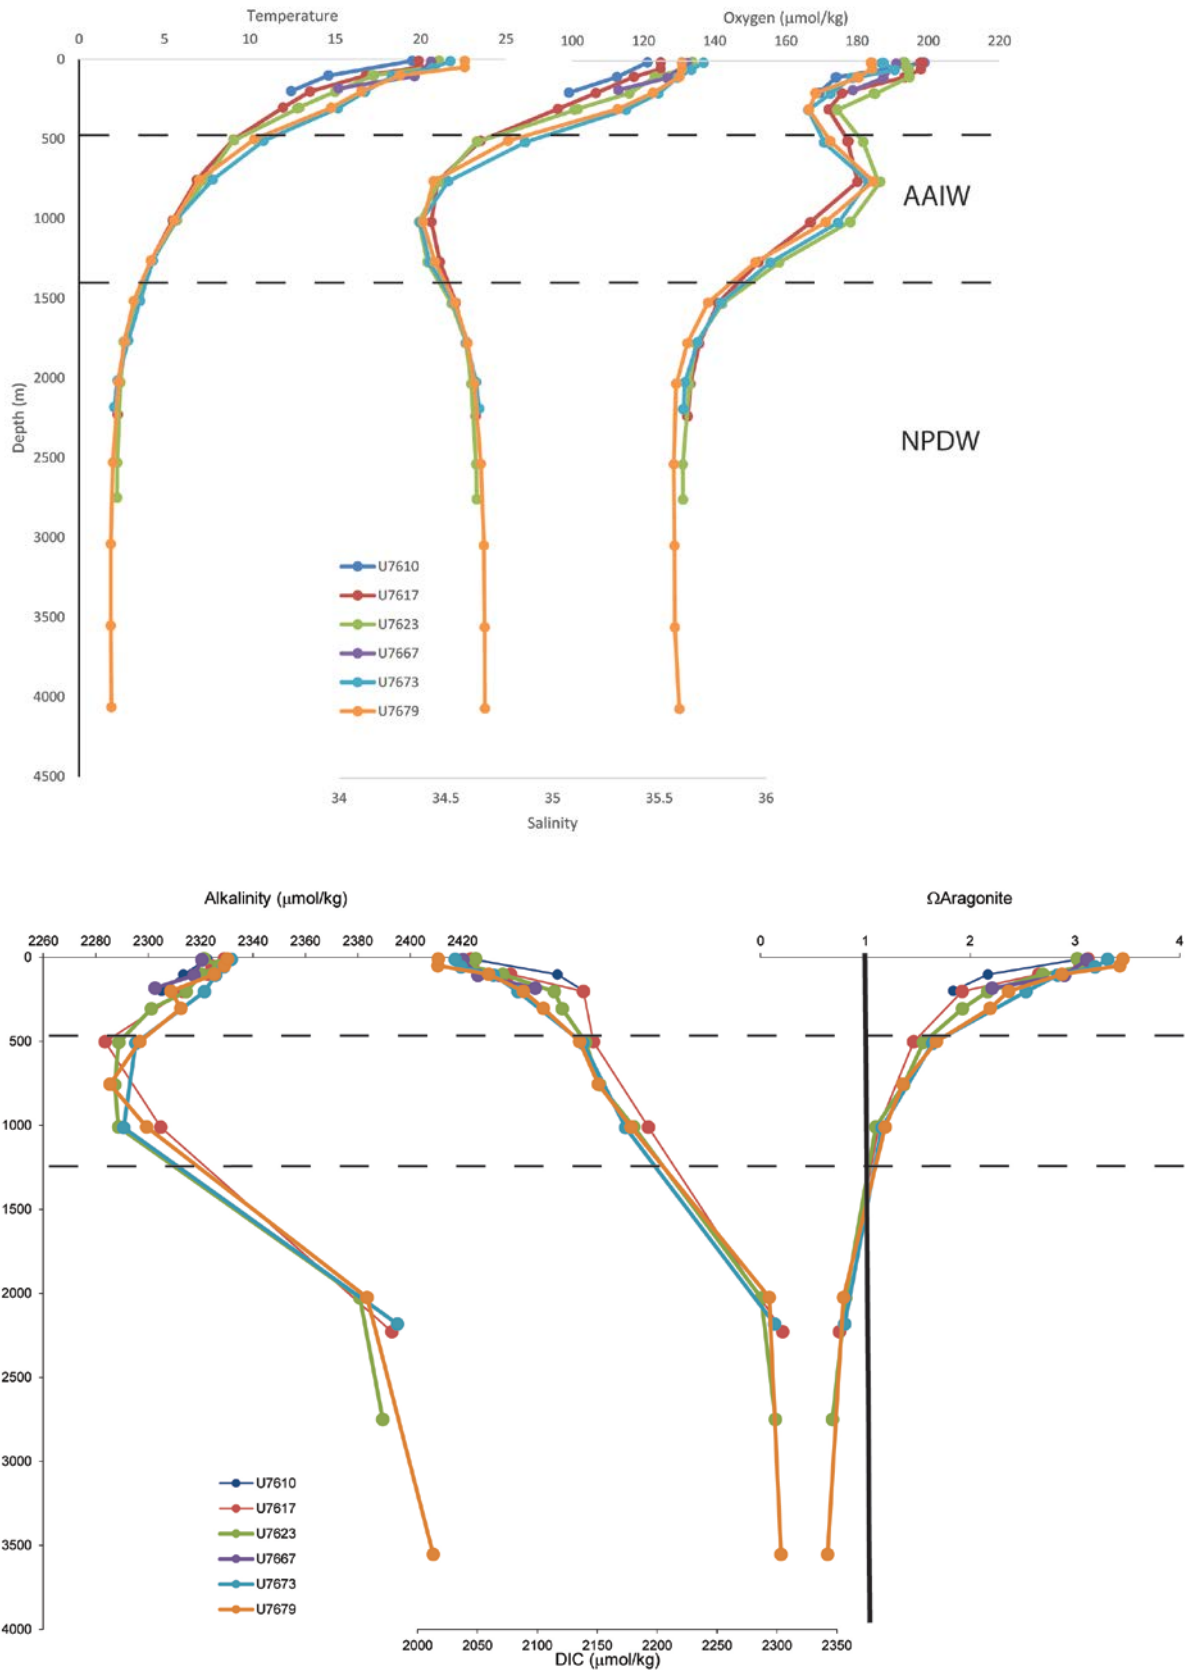 Temperature
Oxygen (µmol/kg)
0 5 10 15 20 25
100 120 140 160 180 200 220
0
500
1000
1500
2000
2500
3000
3500
4000
4500
Depth (m)
AAIW
NPDW
U7610
U7617
U7623
U7667
U7673
U7679
34 34.5 35 35.5 36
Salinity
Alkalinity (µmol/kg)
ΩAragonite
2260 2280 2300 2320 2340 2360 2380 2400 2420
0 1 2 3 4
0
500
1000
1500
2000
2500
3000
3500
4000
U7610
U7617
U7623
U7667
U7673
U7679
2000 2050 2100 2150 2200 2250 2300 2350
DIC (µmol/kg)